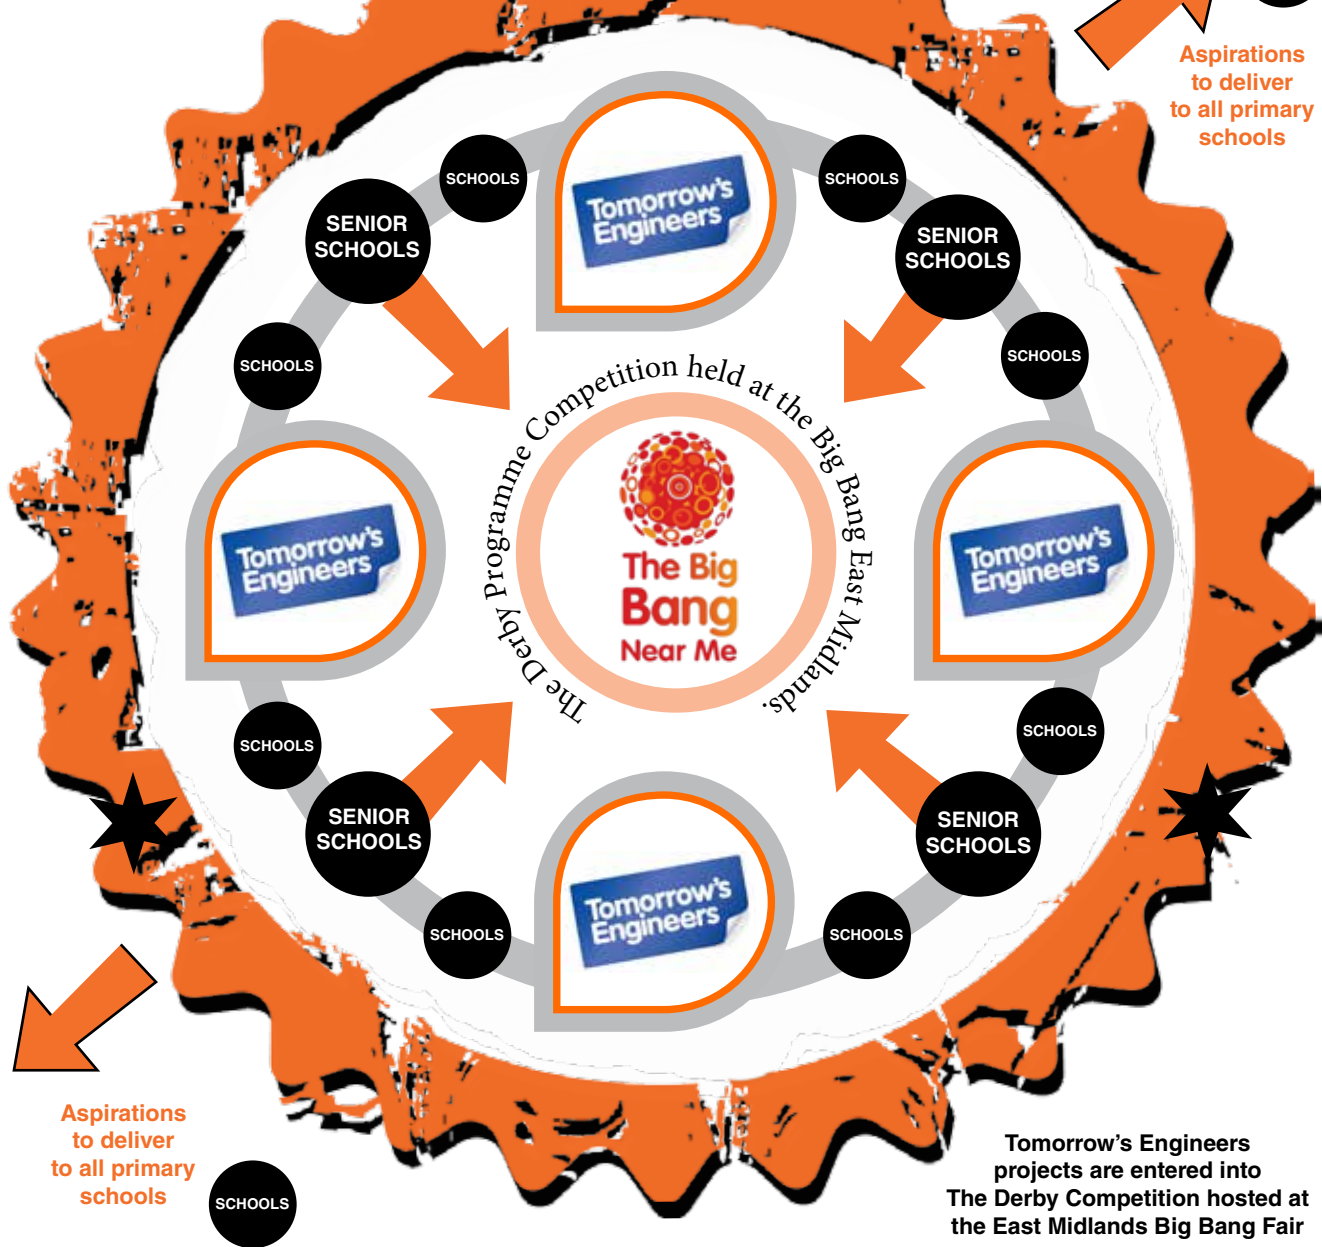 Aspirations
to deliver
to all primary
schools
SCHOOLS
SCHOOLS
Tomorrow's
Engineers
SENIOR
SCHOOLS
SENIOR
SCHOOLS
SCHOOLS
SCHOOLS
The Derby Programme Competition held at the Big Bang East Midlands.
Tomorrow's
Engineers
The Big
Bang
Near Me
Tomorrow's
Engineers
SCHOOLS
SCHOOLS
SENIOR
SCHOOLS
SENIOR
SCHOOLS
Tomorrow's
Engineers
SCHOOLS
SCHOOLS
Aspirations
to deliver
to all primary
schools
SCHOOLS
Tomorrow's Engineers
projects are entered into
The Derby Competition hosted at
the East Midlands Big Bang Fair